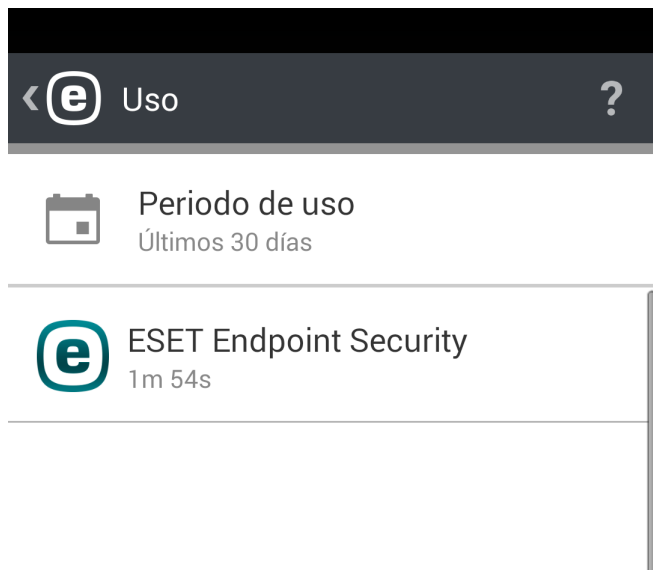 e Uso ?
Periodo de uso
Últimos 30 días
e ESET Endpoint Security
1m 54s